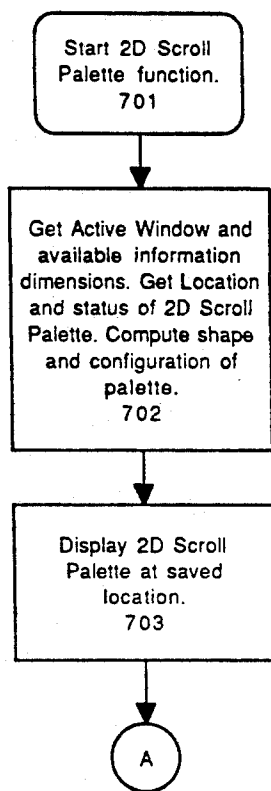 Start 2D Scroll
Palette function.
701
Get Active Window and
available information
dimensions. Get Location
and status of 2D Scroll
Palette. Compute shape
and configuration of
palette.
702
Display 2D Scroll
Palette at saved
location.
703
A